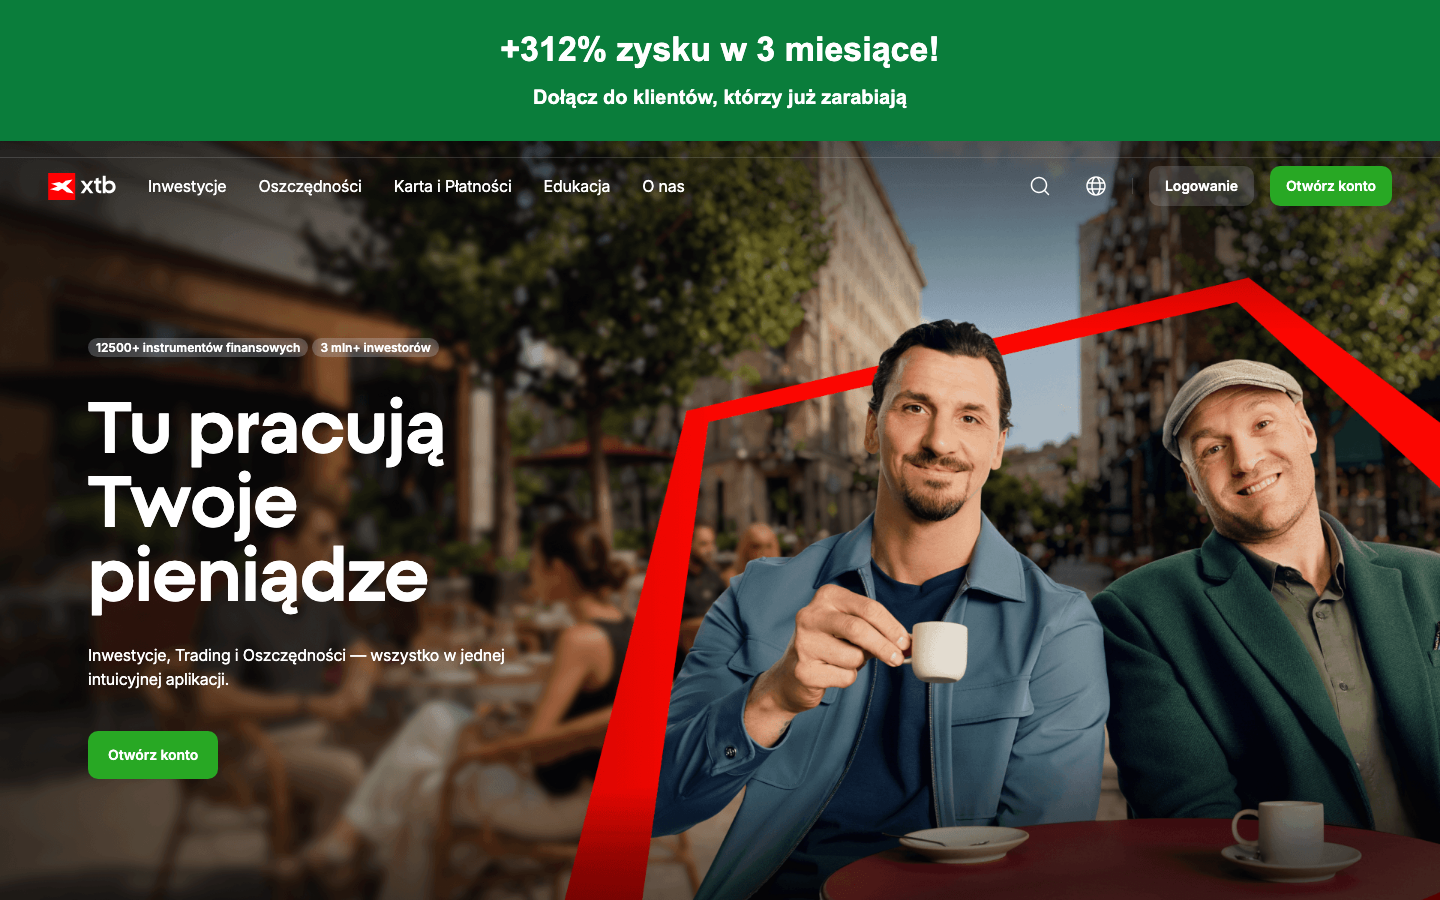 +312% zysku w 3 miesiące!
Dołącz do klientów, którzy już zarabiają
xtb Inwestycje Oszczędności Karta i Płatności Edukacja O nas Logowanie Otwórz konto
12500+ instrumentów finansowych 3 mln+ inwestorów
Tu pracują
Twoje
pieniądze
Inwestycje, Trading i Oszczędności — wszystko w jednej
intuicyjnej aplikacji.
Otwórz konto